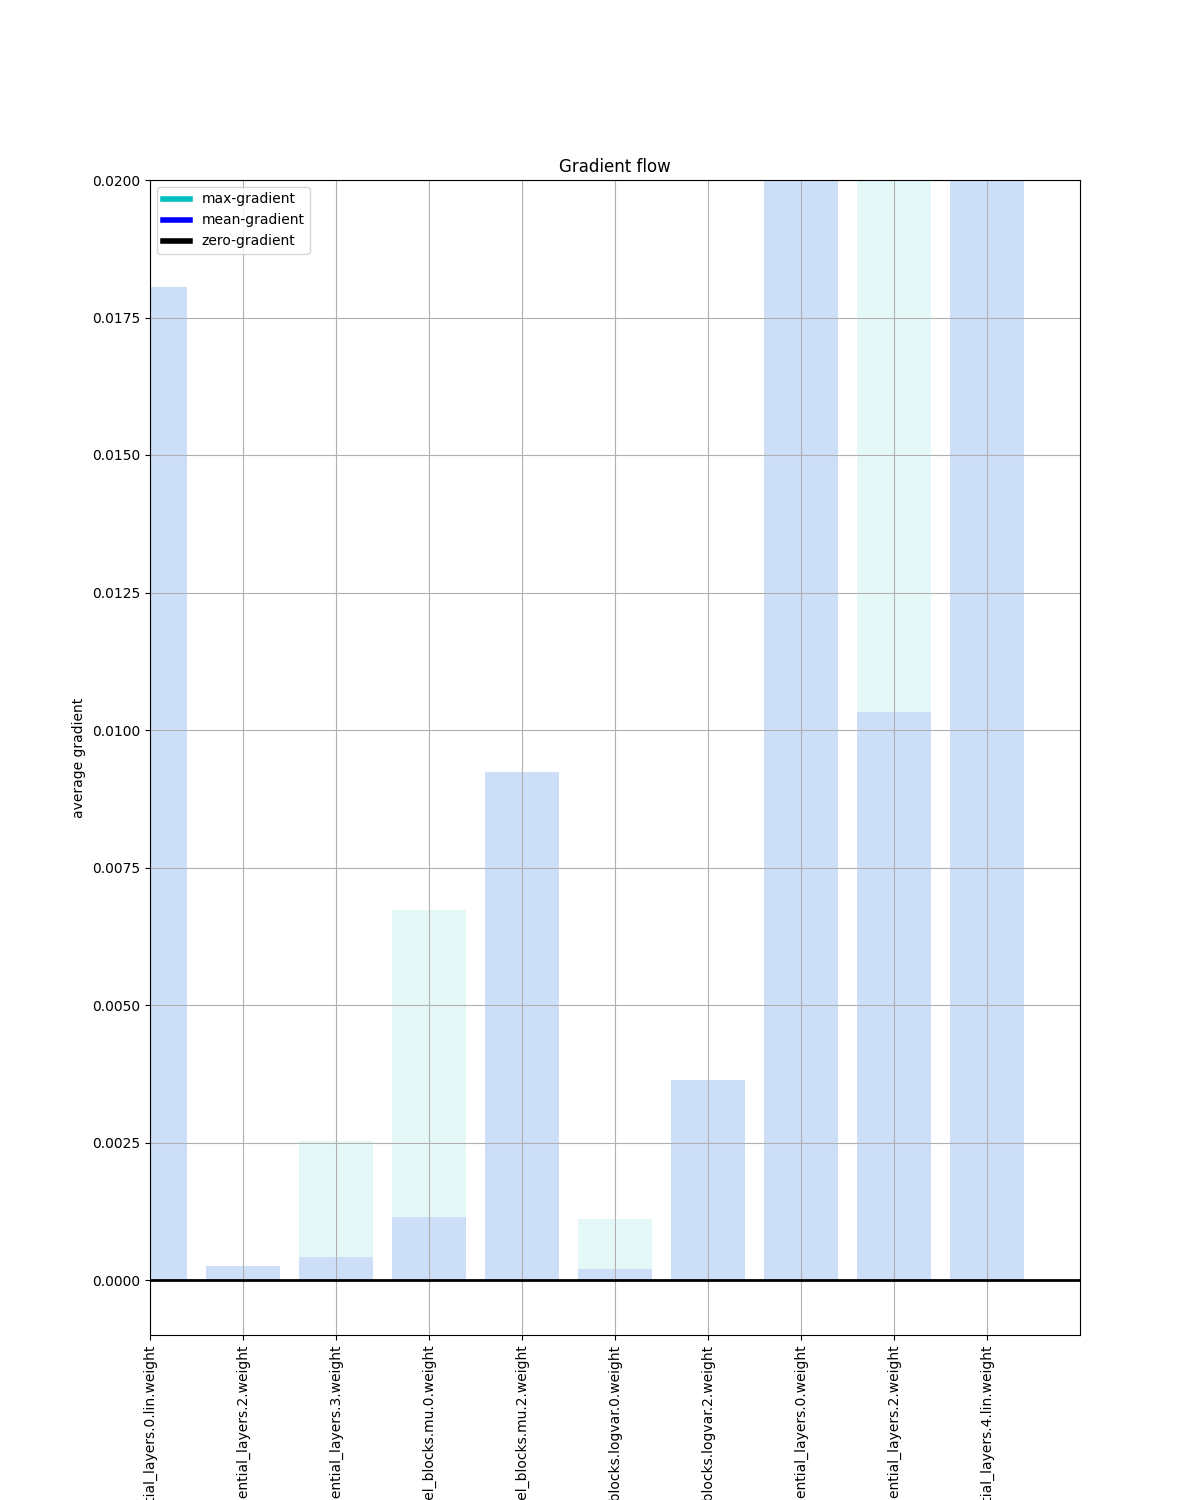 Gradient flow
max-gradient
mean-gradient
zero-gradient
0.0200
0.0175
0.0150
0.0125
0.0100
0.0075
0.0050
0.0025
0.0000
average gradient
tial_layers.0.lin.weight
ential_layers.2.weight
ential_layers.3.weight
el_blocks.mu.0.weight
el_blocks.mu.2.weight
blocks.logvar.0.weight
blocks.logvar.2.weight
ential_layers.0.weight
ential_layers.2.weight
tial_layers.4.lin.weight